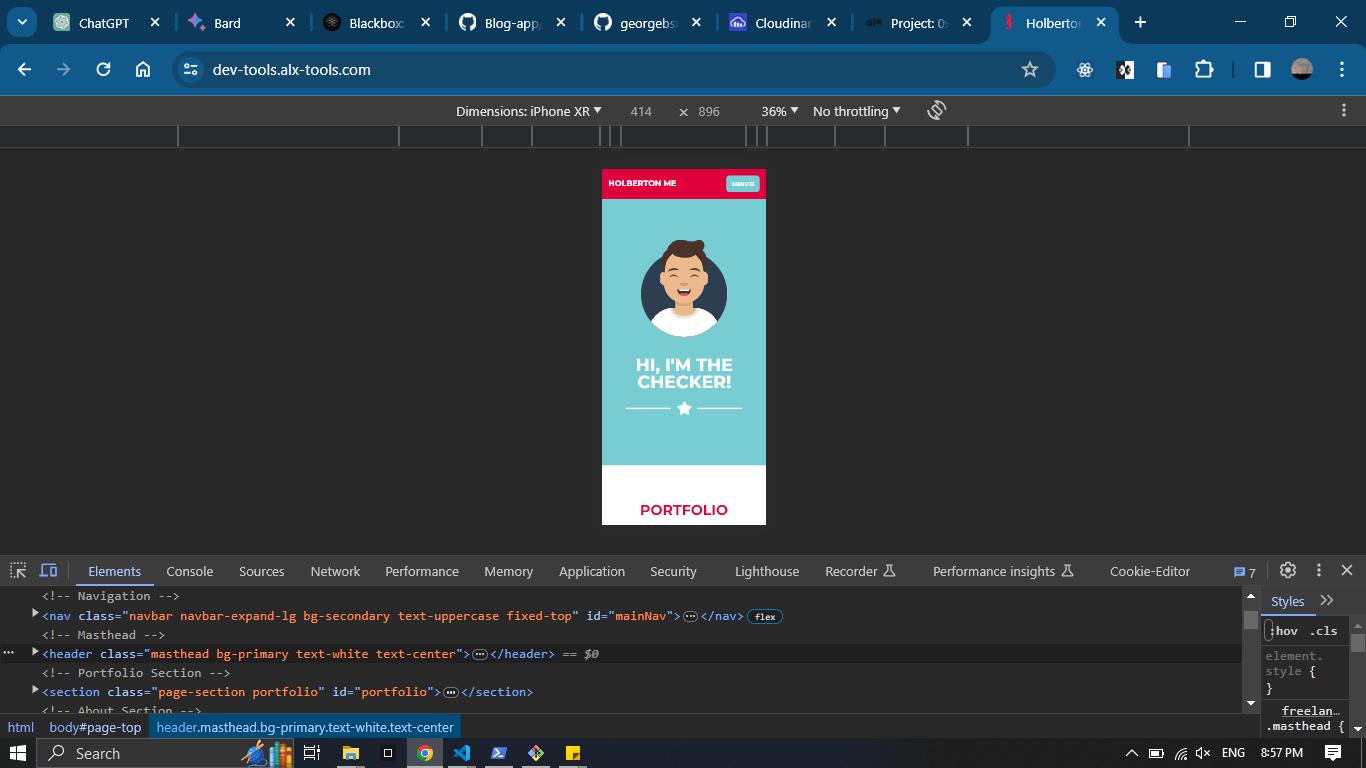 ChatGPT
Bard
Blackbox:
Blog-app/
georgebs
Cloudinar
alx Project: 0x
Holberton
dev-tools.alx-tools.com
Dimensions: iPhone XR 414 × 896 36% No throttling
HOLBERTON ME
MENU
HI, I'M THE
CHECKER!
PORTFOLIO
Elements Console Sources Network Performance Memory Application Security Lighthouse Recorder Performance insights Cookie-Editor 7
<!-- Navigation -->
<nav class="navbar navbar-expand-lg bg-secondary text-uppercase fixed-top" id="mainNav">…</nav> flex
<!-- Masthead -->
<header class="masthead bg-primary text-white text-center">…</header> == $0
<!-- Portfolio Section -->
<section class="page-section portfolio" id="portfolio">…</section>
<!-- About Section -->
html body#page-top header.masthead.bg-primary.text-white.text-center
Styles
:hov .cls
element.
style {
}
freelan…
.masthead {
Search
ENG 8:57 PM